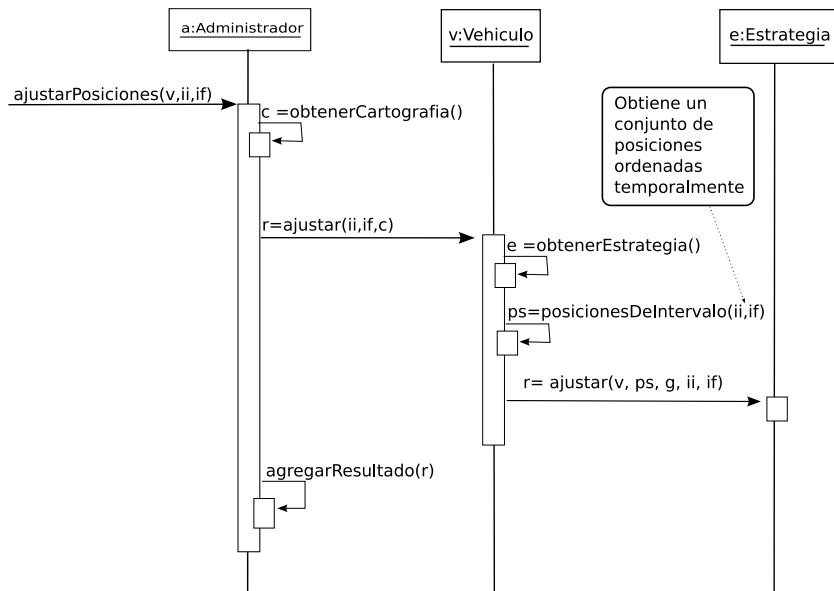 a:Administrador
v:Vehiculo
e:Estrategia
ajustarPosiciones(v,ii,if)
c =obtenerCartografia()
Obtiene un
conjunto de
posiciones
ordenadas
temporalmente
r=ajustar(ii,if,c)
e =obtenerEstrategia()
ps=posicionesDeIntervalo(ii,if)
r= ajustar(v, ps, g, ii, if)
agregarResultado(r)